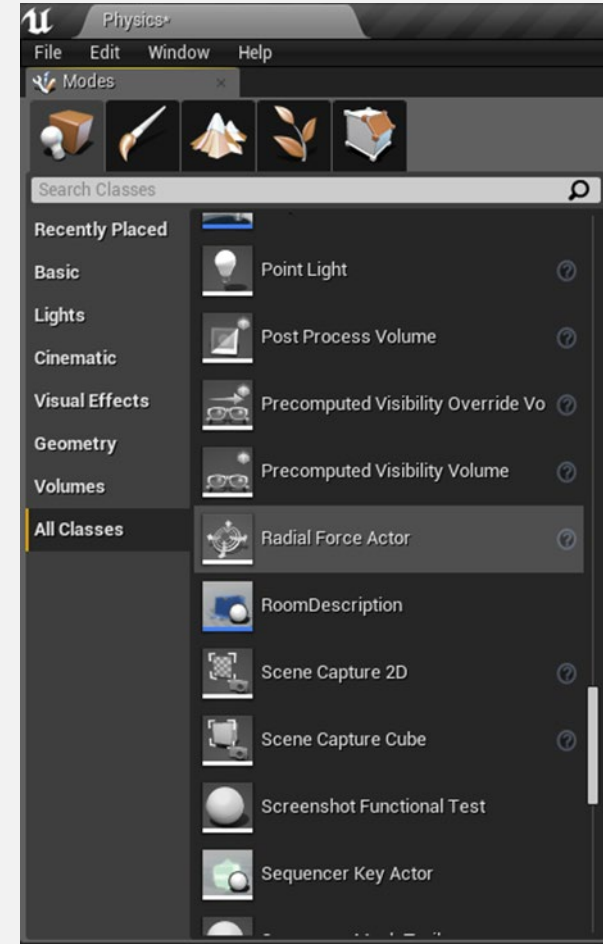 Physics*
File Edit Window Help
Modes
Search Classes
Recently Placed
Basic
Lights
Cinematic
Visual Effects
Geometry
Volumes
All Classes
Point Light
Post Process Volume
Precomputed Visibility Override Vo
Precomputed Visibility Volume
Radial Force Actor
RoomDescription
Scene Capture 2D
Scene Capture Cube
Screenshot Functional Test
Sequencer Key Actor